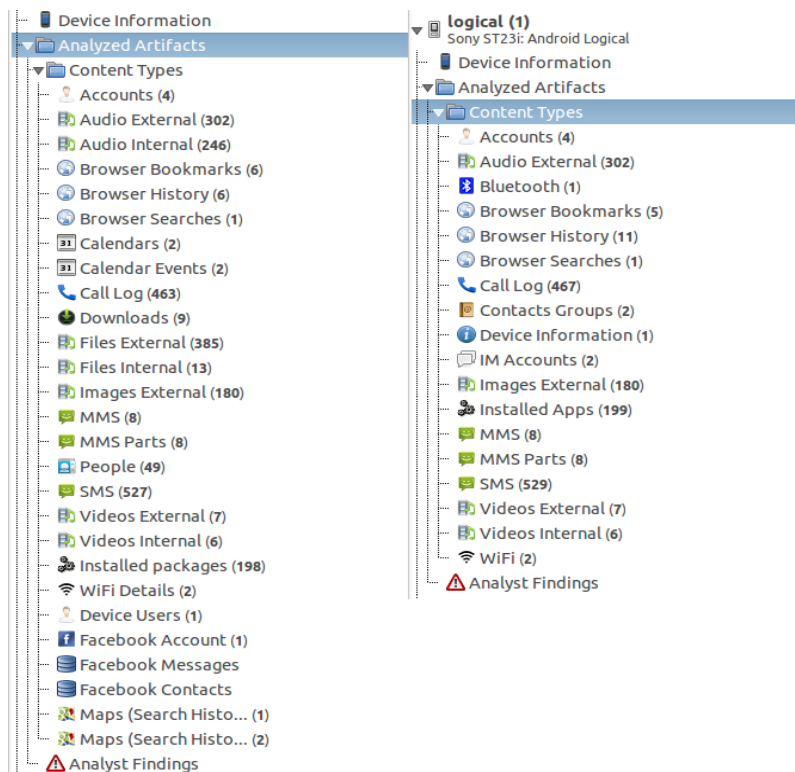 Device Information
Analyzed Artifacts
Content Types
Accounts (4)
Audio External (302)
Audio Internal (246)
Browser Bookmarks (6)
Browser History (6)
Browser Searches (1)
31 Calendars (2)
31 Calendar Events (2)
Call Log (463)
Downloads (9)
Files External (385)
Files Internal (13)
Images External (180)
MMS (8)
MMS Parts (8)
People (49)
SMS (527)
Videos External (7)
Videos Internal (6)
Installed packages (198)
WiFi Details (2)
Device Users (1)
Facebook Account (1)
Facebook Messages
Facebook Contacts
Maps (Search Histo... (1)
Maps (Search Histo... (2)
Analyst Findings
logical (1)
Sony ST23i: Android Logical
Device Information
Analyzed Artifacts
Content Types
Accounts (4)
Audio External (302)
Bluetooth (1)
Browser Bookmarks (5)
Browser History (11)
Browser Searches (1)
Call Log (467)
Contacts Groups (2)
Device Information (1)
IM Accounts (2)
Images External (180)
Installed Apps (199)
MMS (8)
MMS Parts (8)
SMS (529)
Videos External (7)
Videos Internal (6)
WiFi (2)
Analyst Findings